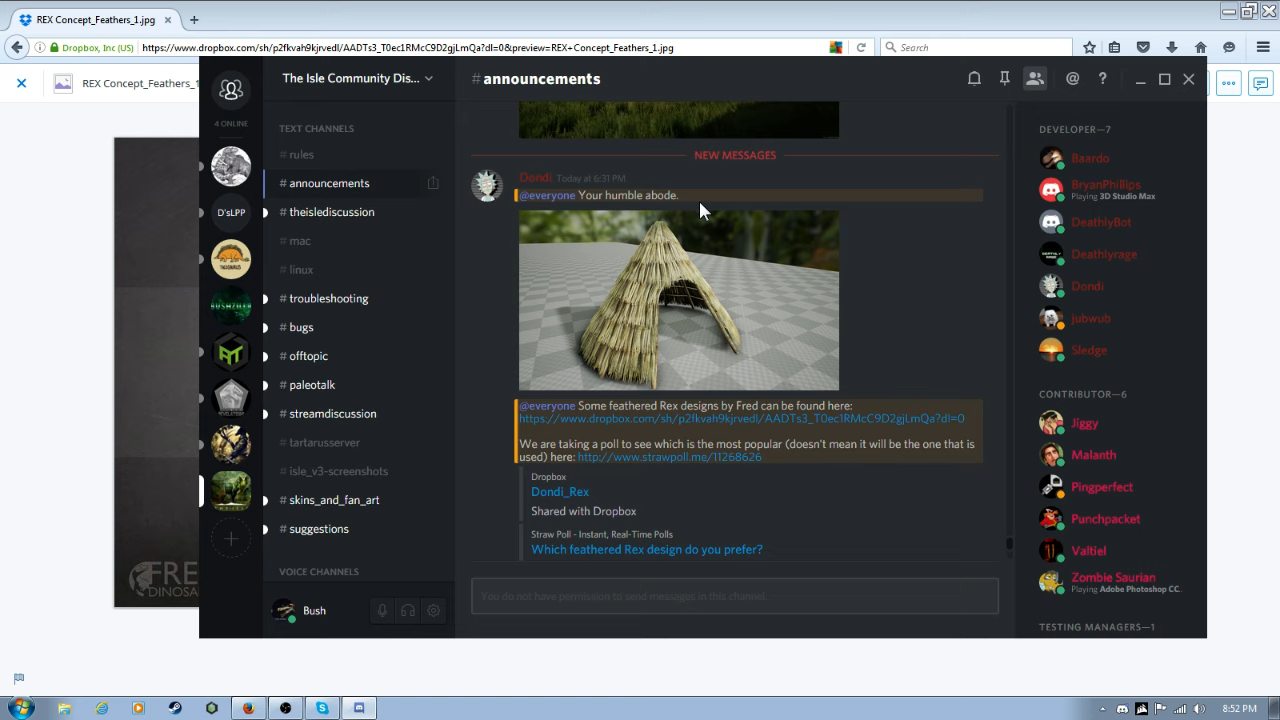 REX Concept_Feathers_1.jpg
Dropbox, Inc (US)
https://www.dropbox.com/sh/p2fkvah9kjrvedl/AADTs3_T0ec1RMcC9D2gjLmQa?dl=0&preview=REX+Concept_Feathers_1.jpg
Search
REX Concept_Feathers_1
4 ONLINE
D'sLPP
The Isle Community Dis...
TEXT CHANNELS
# rules
# announcements
# theislediscussion
# mac
# linux
# troubleshooting
# bugs
# offtopic
# paleotalk
# streamdiscussion
# tartarusserver
# isle_v3-screenshots
# skins_and_fan_art
# suggestions
VOICE CHANNELS
Bush
# announcements
NEW MESSAGES
Dondi Today at 6:31 PM
@everyone Your humble abode.
@everyone Some feathered Rex designs by Fred can be found here:
https://www.dropbox.com/sh/p2fkvah9kjrvedl/AADTs3_T0ec1RMcC9D2gjLmQa?dl=0
We are taking a poll to see which is the most popular (doesn't mean it will be the one that is
used) here: http://www.strawpoll.me/11268626
Dropbox
Dondi_Rex
Shared with Dropbox
Straw Poll - Instant, Real-Time Polls
Which feathered Rex design do you prefer?
You do not have permission to send messages in this channel.
DEVELOPER—7
Baardo
BryanPhillips
Playing 3D Studio Max
DeathlyBot
Deathlyrage
Dondi
jubwub
Sledge
CONTRIBUTOR—6
Jiggy
Malanth
Pingperfect
Punchpacket
Valtiel
Zombie Saurian
Playing Adobe Photoshop CC
TESTING MANAGERS—1
FRE
DINOSA
8:52 PM